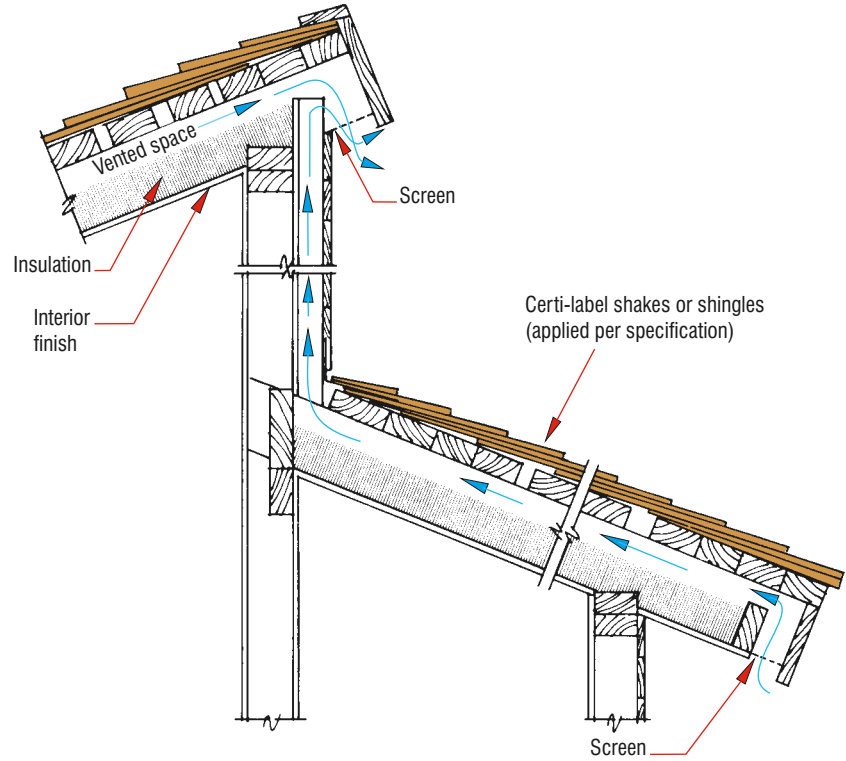 Vented space
Screen
Insulation
Interior
finish
Certi-label shakes or shingles
(applied per specification)
Screen